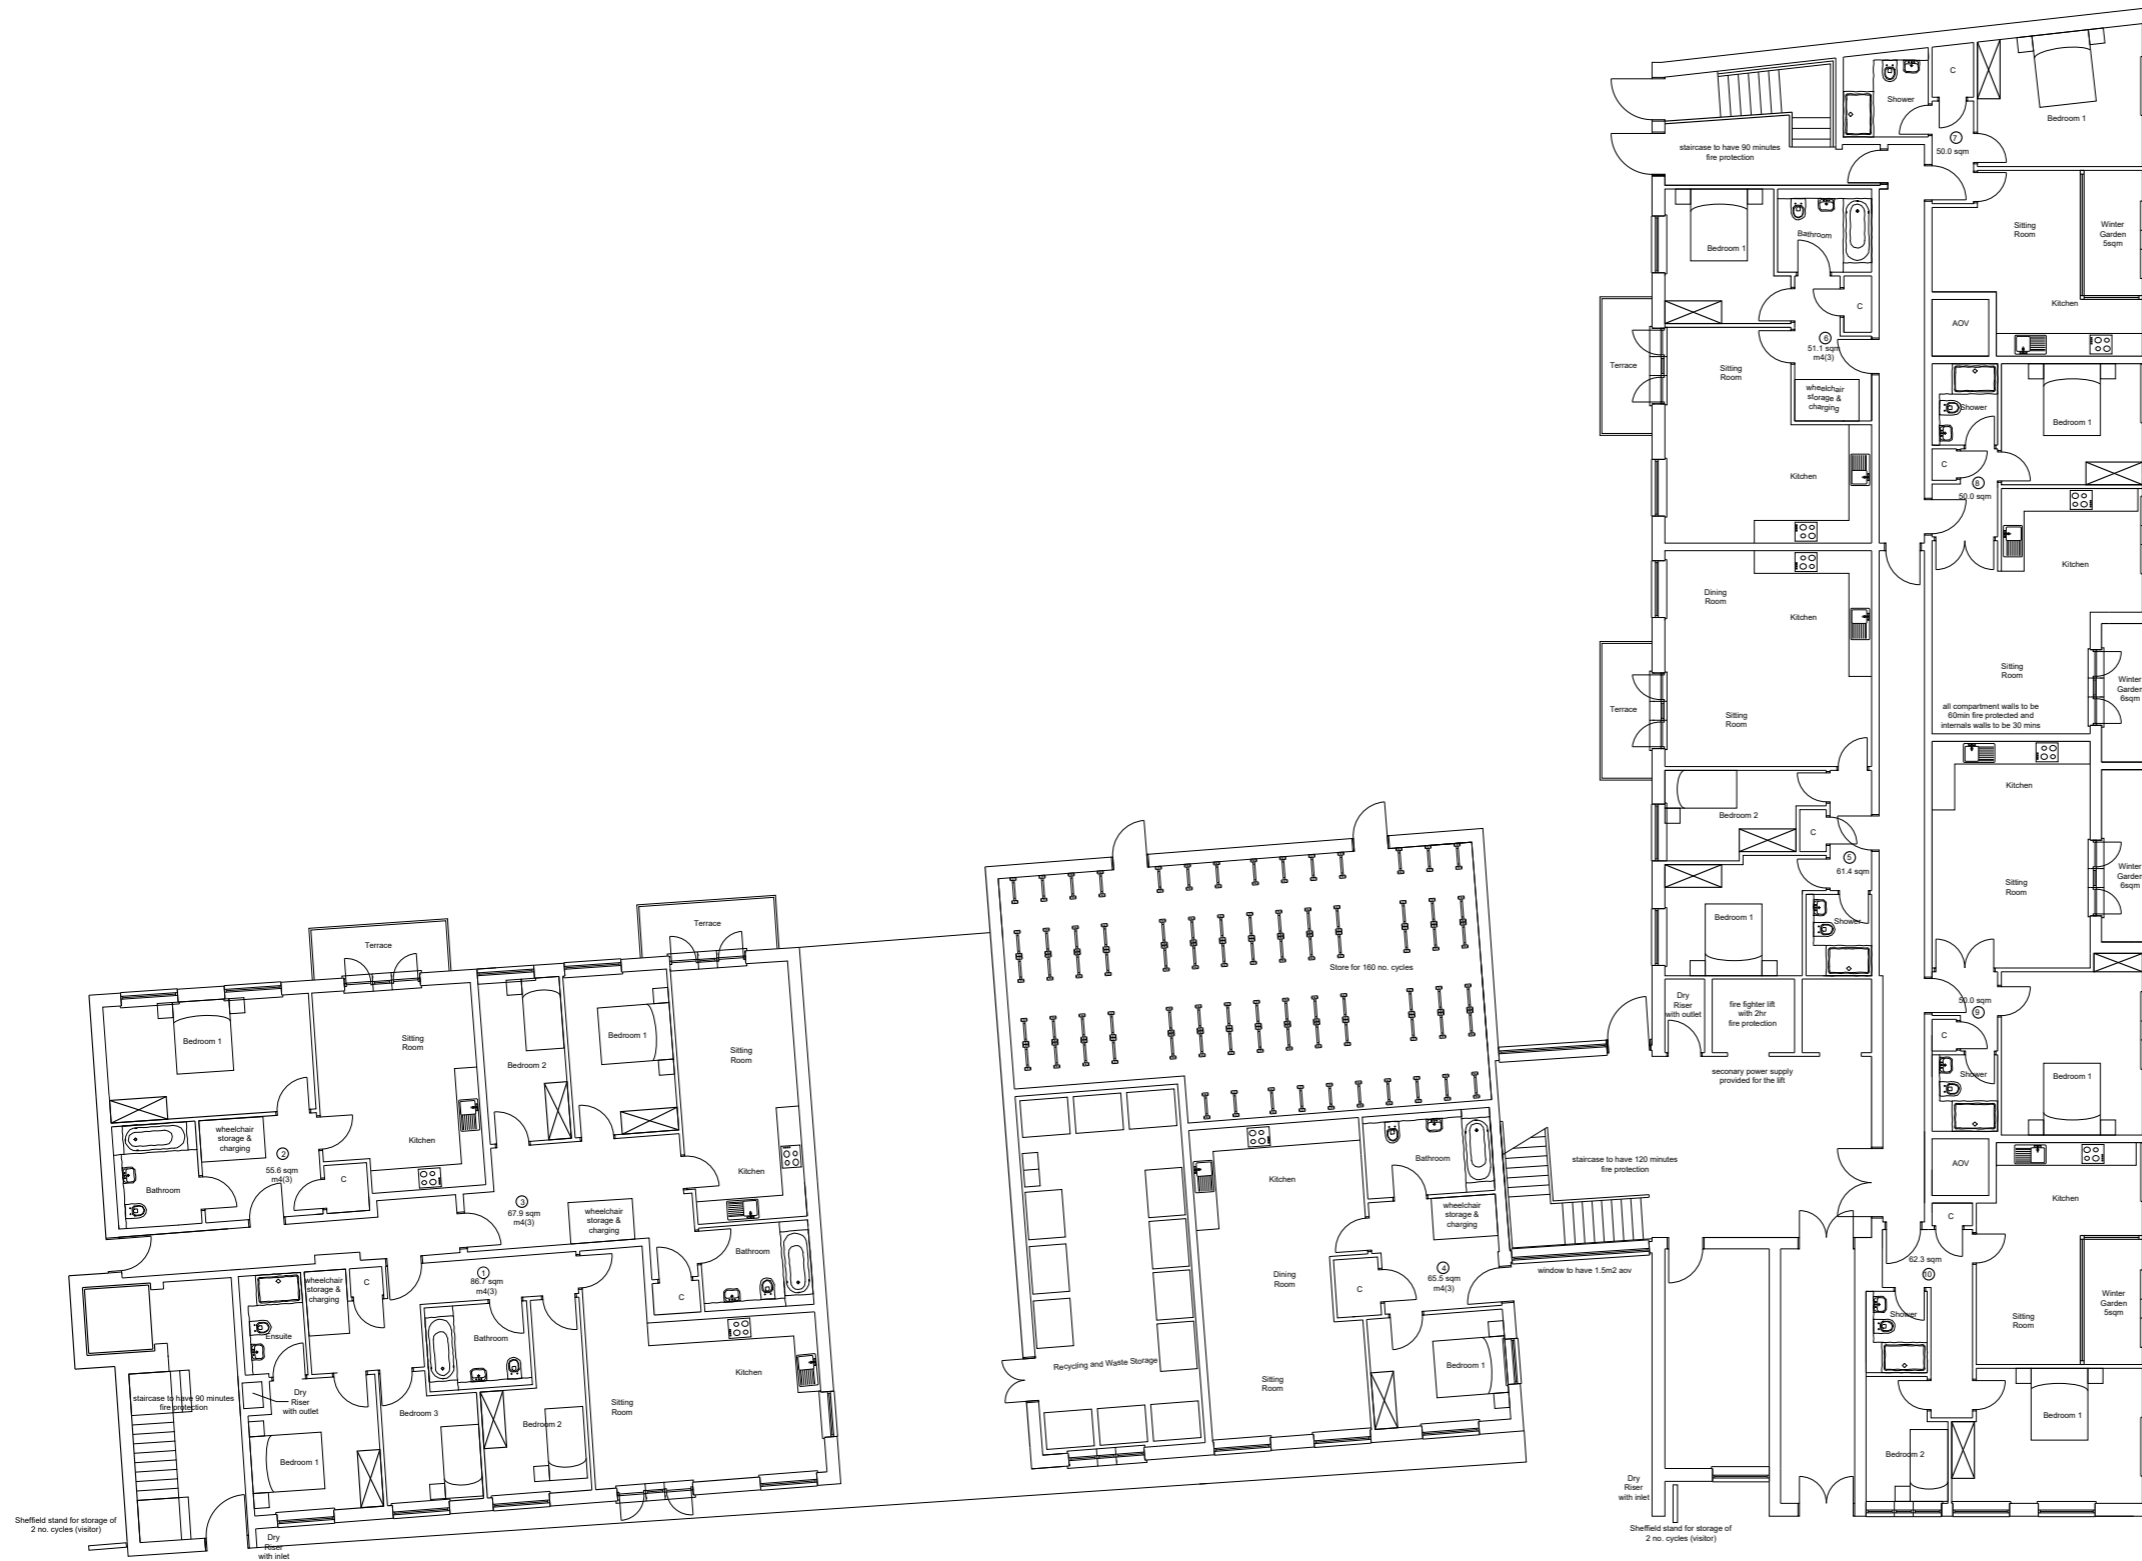 C
Shower
Bedroom 1
7
50.0 sqm
staircase to have 90 minutes
fire protection
Bedroom 1
Bathroom
Sitting
Room
Winter
Garden
5sqm
C
Kitchen
AOV
6
51.1 sqm
m4(3)
Terrace
Sitting
Room
wheelchair
storage &
charging
Shower
Bedroom 1
C
8
50.0 sqm
Kitchen
Kitchen
Dining
Room
Kitchen
Sitting
Room
Winter
Garden
6sqm
all compartment walls to be
60min fire protected and
internals walls to be 30 mins
Terrace
Sitting
Room
Kitchen
Bedroom 2
C
5
61.4 sqm
Sitting
Room
Winter
Garden
6sqm
Bedroom 1
Shower
Terrace
Terrace
Store for 160 no. cycles
Dry
Riser
with outlet
fire fighter lift
with 2hr
fire protection
50.0 sqm
9
C
Shower
Bedroom 1
seconary power supply
provided for the lift
Bedroom 1
Sitting
Room
Bedroom 2
Bedroom 1
Sitting
Room
wheelchair
storage &
charging
Kitchen
2
55.6 sqm
m4(3)
C
Bathroom
3
67.9 sqm
m4(3)
wheelchair
storage &
charging
Kitchen
Bathroom
C
Kitchen
Bathroom
staircase to have 120 minutes
fire protection
AOV
Kitchen
wheelchair
storage &
charging
C
62.3 sqm
10
window to have 1.5m2 aov
4
65.5 sqm
m4(3)
Dining
Room
C
1
86.7 sqm
m4(3)
wheelchair
storage &
charging
C
Ensuite
Bathroom
Shower
Sitting
Room
Winter
Garden
5sqm
Recycling and Waste Storage
Sitting
Room
Bedroom 1
Kitchen
staircase to have 90 minutes
fire protection
Dry
Riser
with outlet
Bedroom 3
Bedroom 2
Sitting
Room
Bedroom 1
Bedroom 1
Bedroom 2
Dry
Riser
with inlet
Sheffield stand for storage of
2 no. cycles (visitor)
Dry
Riser
with inlet
Sheffield stand for storage of
2 no. cycles (visitor)